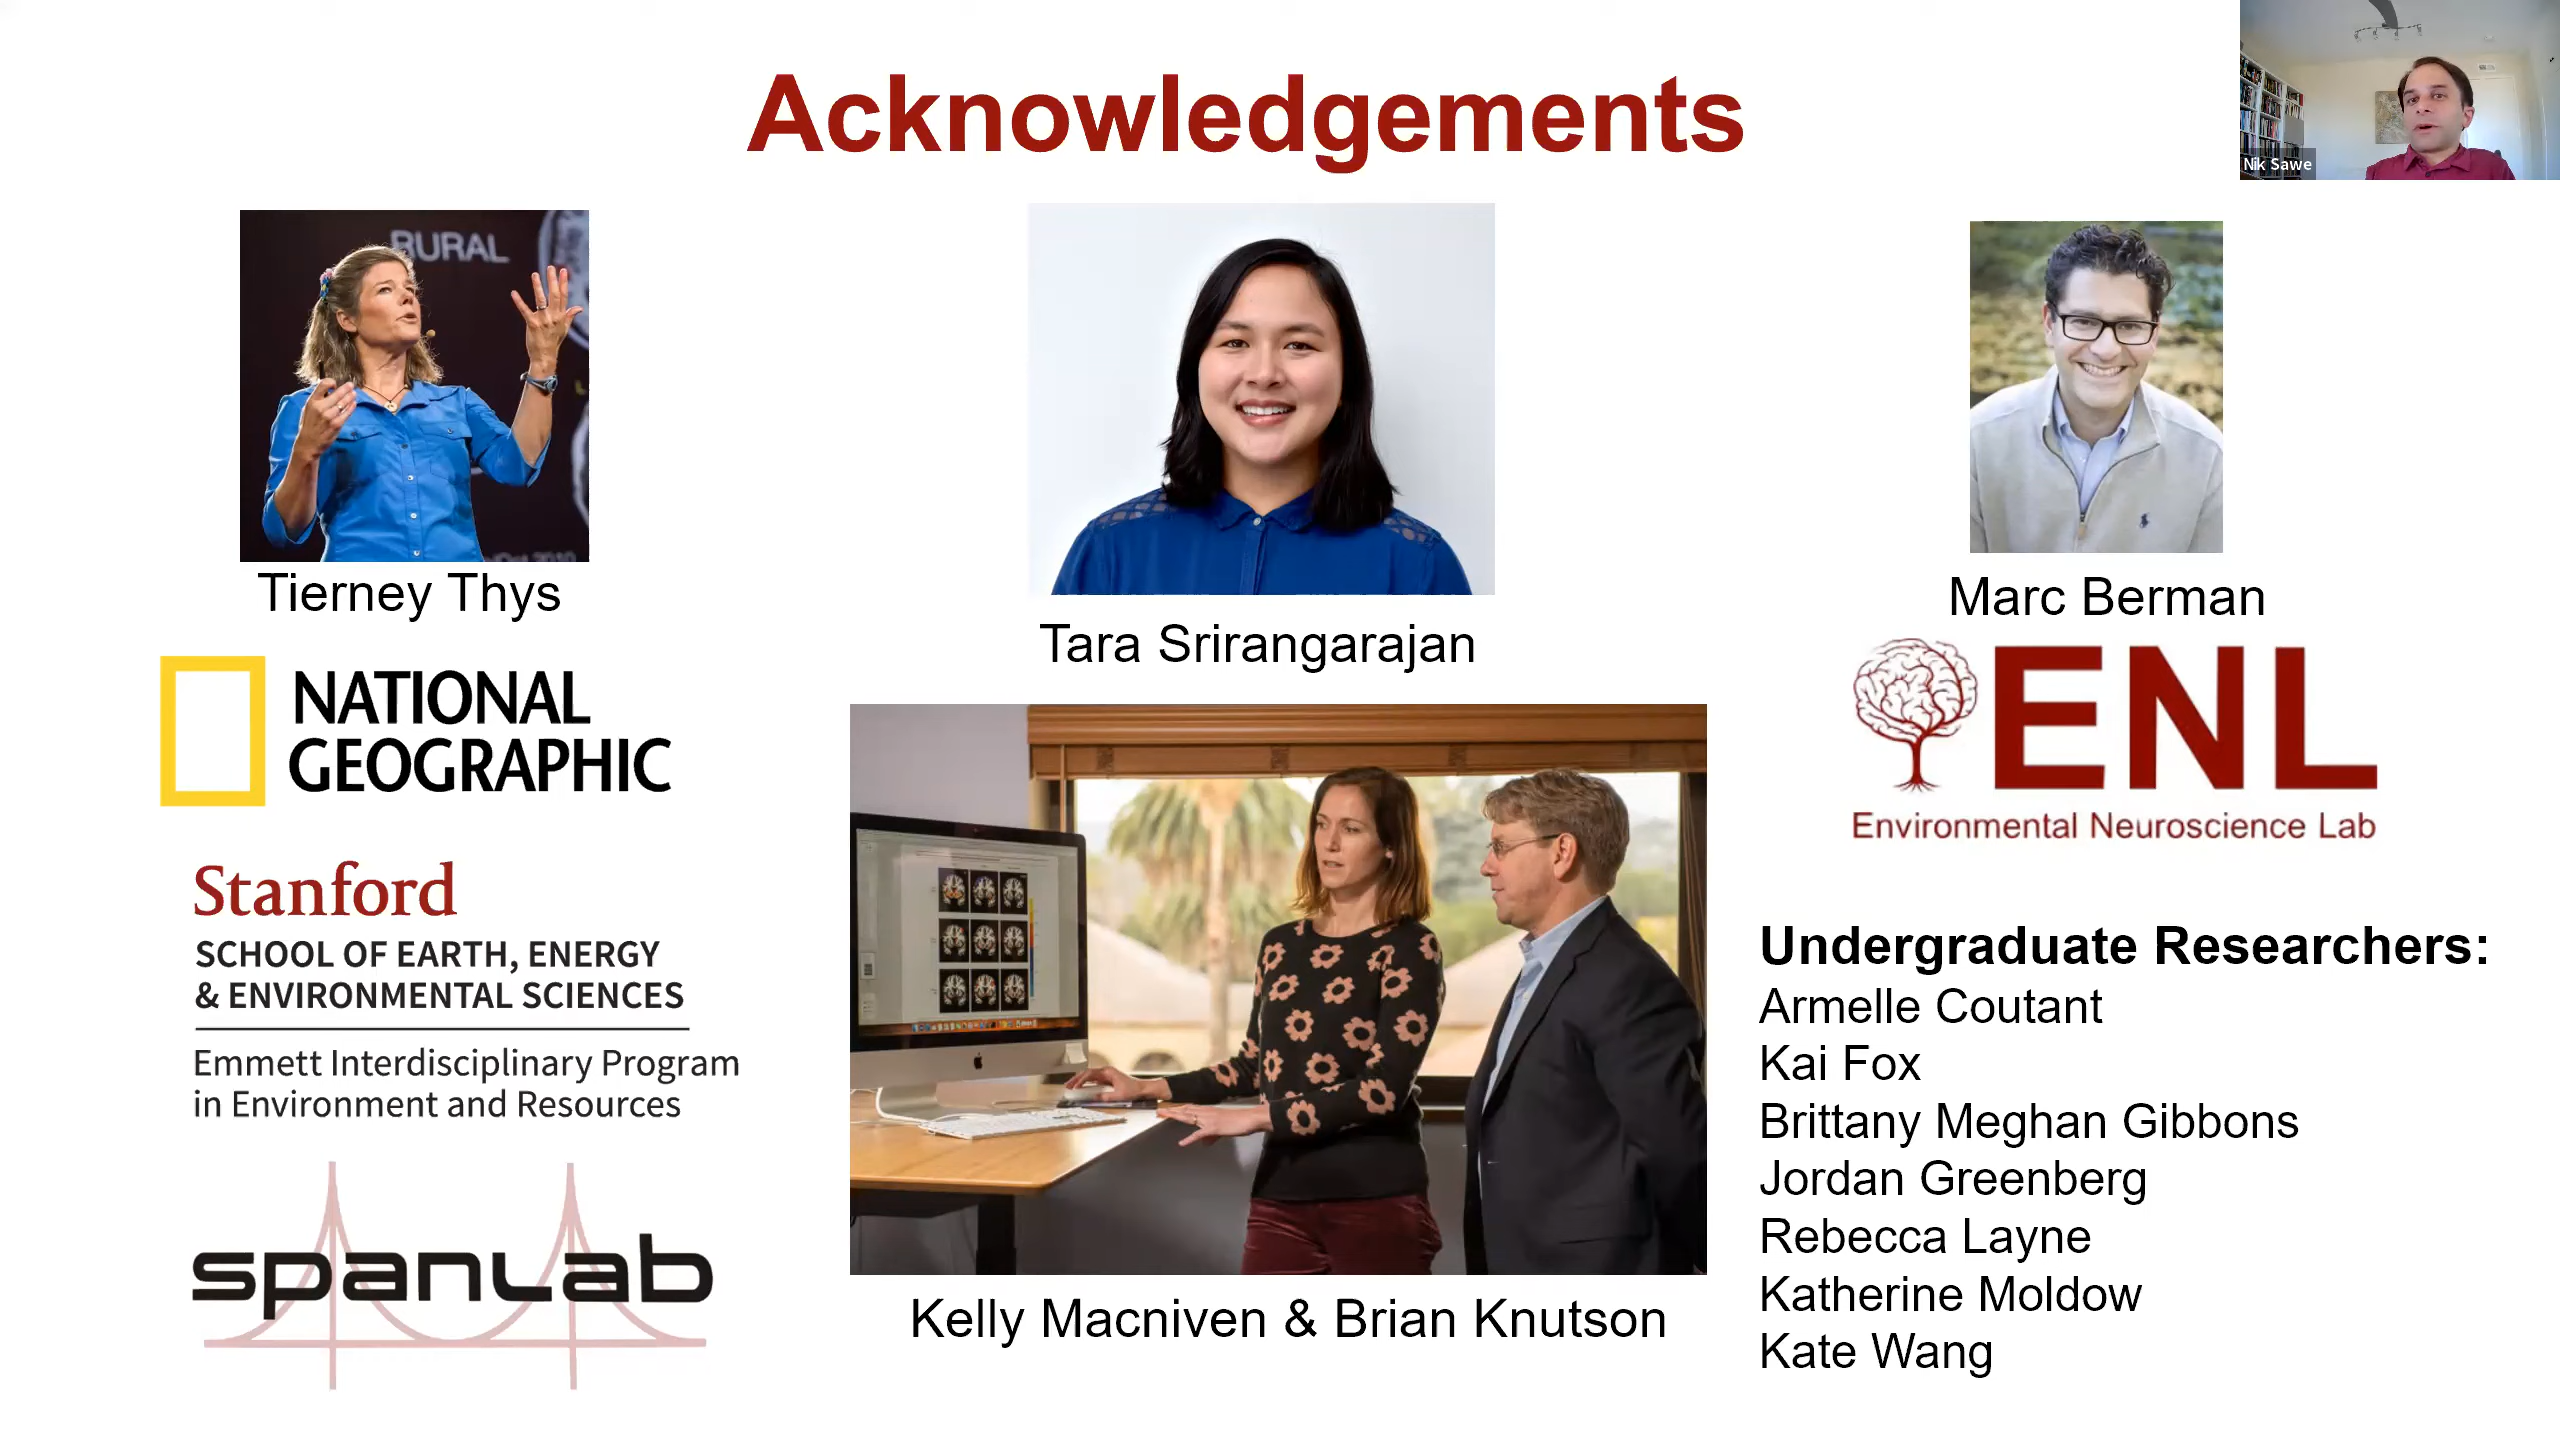 Acknowledgements
Nik Sawe
RURAL
Tierney Thys
Tara Srirangarajan
Marc Berman
NATIONAL
GEOGRAPHIC
ENL
Environmental Neuroscience Lab
Stanford
SCHOOL OF EARTH, ENERGY
& ENVIRONMENTAL SCIENCES
Emmett Interdisciplinary Program
in Environment and Resources
spanlab
Kelly Macniven & Brian Knutson
Undergraduate Researchers:
Armelle Coutant
Kai Fox
Brittany Meghan Gibbons
Jordan Greenberg
Rebecca Layne
Katherine Moldow
Kate Wang